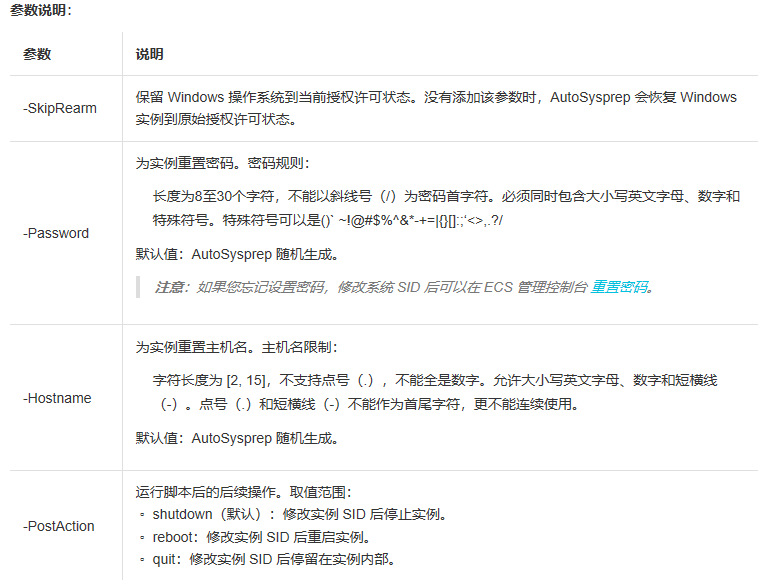 参数说明：
参数 说明
-SkipRearm
保留 Windows 操作系统到当前授权许可状态。没有添加该参数时，AutoSysprep 会恢复 Windows
实例到原始授权许可状态。
-Password
为实例重置密码。密码规则：
长度为8至30个字符，不能以斜线号（/）为密码首字符。必须同时包含大小写英文字母、数字和
特殊符号。特殊符号可以是()` ~!@#$%^&*-+=|{}[]:;‘<>,.?/
默认值：AutoSysprep 随机生成。
注意：如果您忘记设置密码，修改系统 SID 后可以在 ECS 管理控制台 重置密码。
-Hostname
为实例重置主机名。主机名限制：
字符长度为 [2, 15]，不支持点号（.），不能全是数字。允许大小写英文字母、数字和短横线
（-）。点号（.）和短横线（-）不能作为首尾字符，更不能连续使用。
默认值：AutoSysprep 随机生成。
-PostAction
运行脚本后的后续操作。取值范围：
◦ shutdown（默认）：修改实例 SID 后停止实例。
◦ reboot：修改实例 SID 后重启实例。
◦ quit：修改实例 SID 后停留在实例内部。